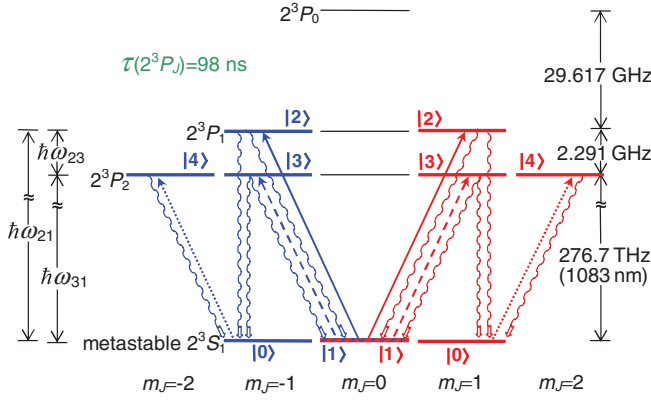 2³P₀
τ(2³P_J)=98 ns
29.617 GHz
|2⟩ |2⟩
2³P₁
ħω₂₃ |4⟩ |3⟩ |3⟩ |4⟩ 2.291 GHz
2³P₂
≈ ≈ ≈
ħω₂₁ ħω₃₁ 276.7 THz
(1083 nm)
metastable 2³S₁
|0⟩ |1⟩ |1⟩ |0⟩
m_J=-2 m_J=-1 m_J=0 m_J=1 m_J=2